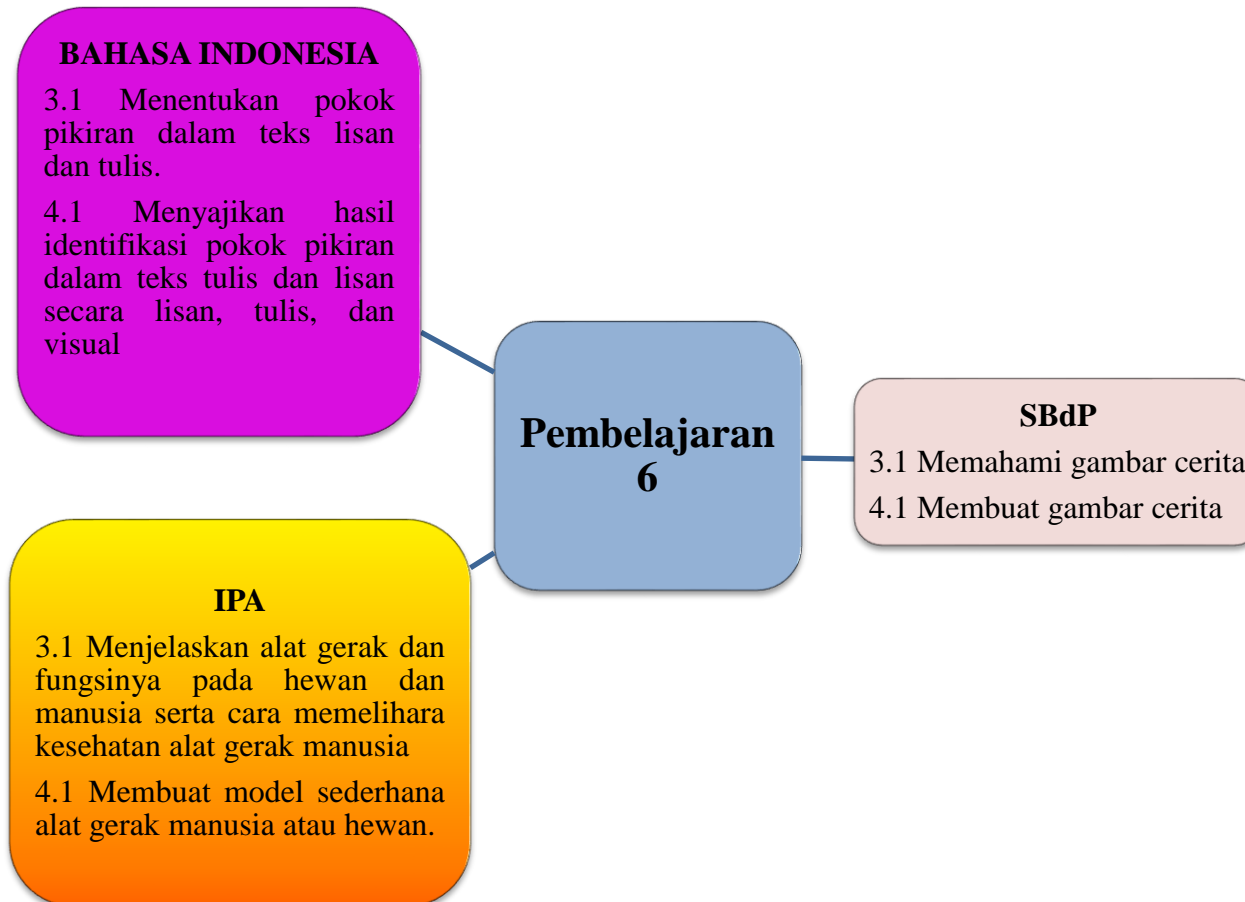 BAHASA INDONESIA
3.1 Menentukan pokok
pikiran dalam teks lisan
dan tulis.
4.1 Menyajikan hasil
identifikasi pokok pikiran
dalam teks tulis dan lisan
secara lisan, tulis, dan
visual
Pembelajaran
6
SBdP
3.1 Memahami gambar cerita
4.1 Membuat gambar cerita
IPA
3.1 Menjelaskan alat gerak dan
fungsinya pada hewan dan
manusia serta cara memelihara
kesehatan alat gerak manusia
4.1 Membuat model sederhana
alat gerak manusia atau hewan.